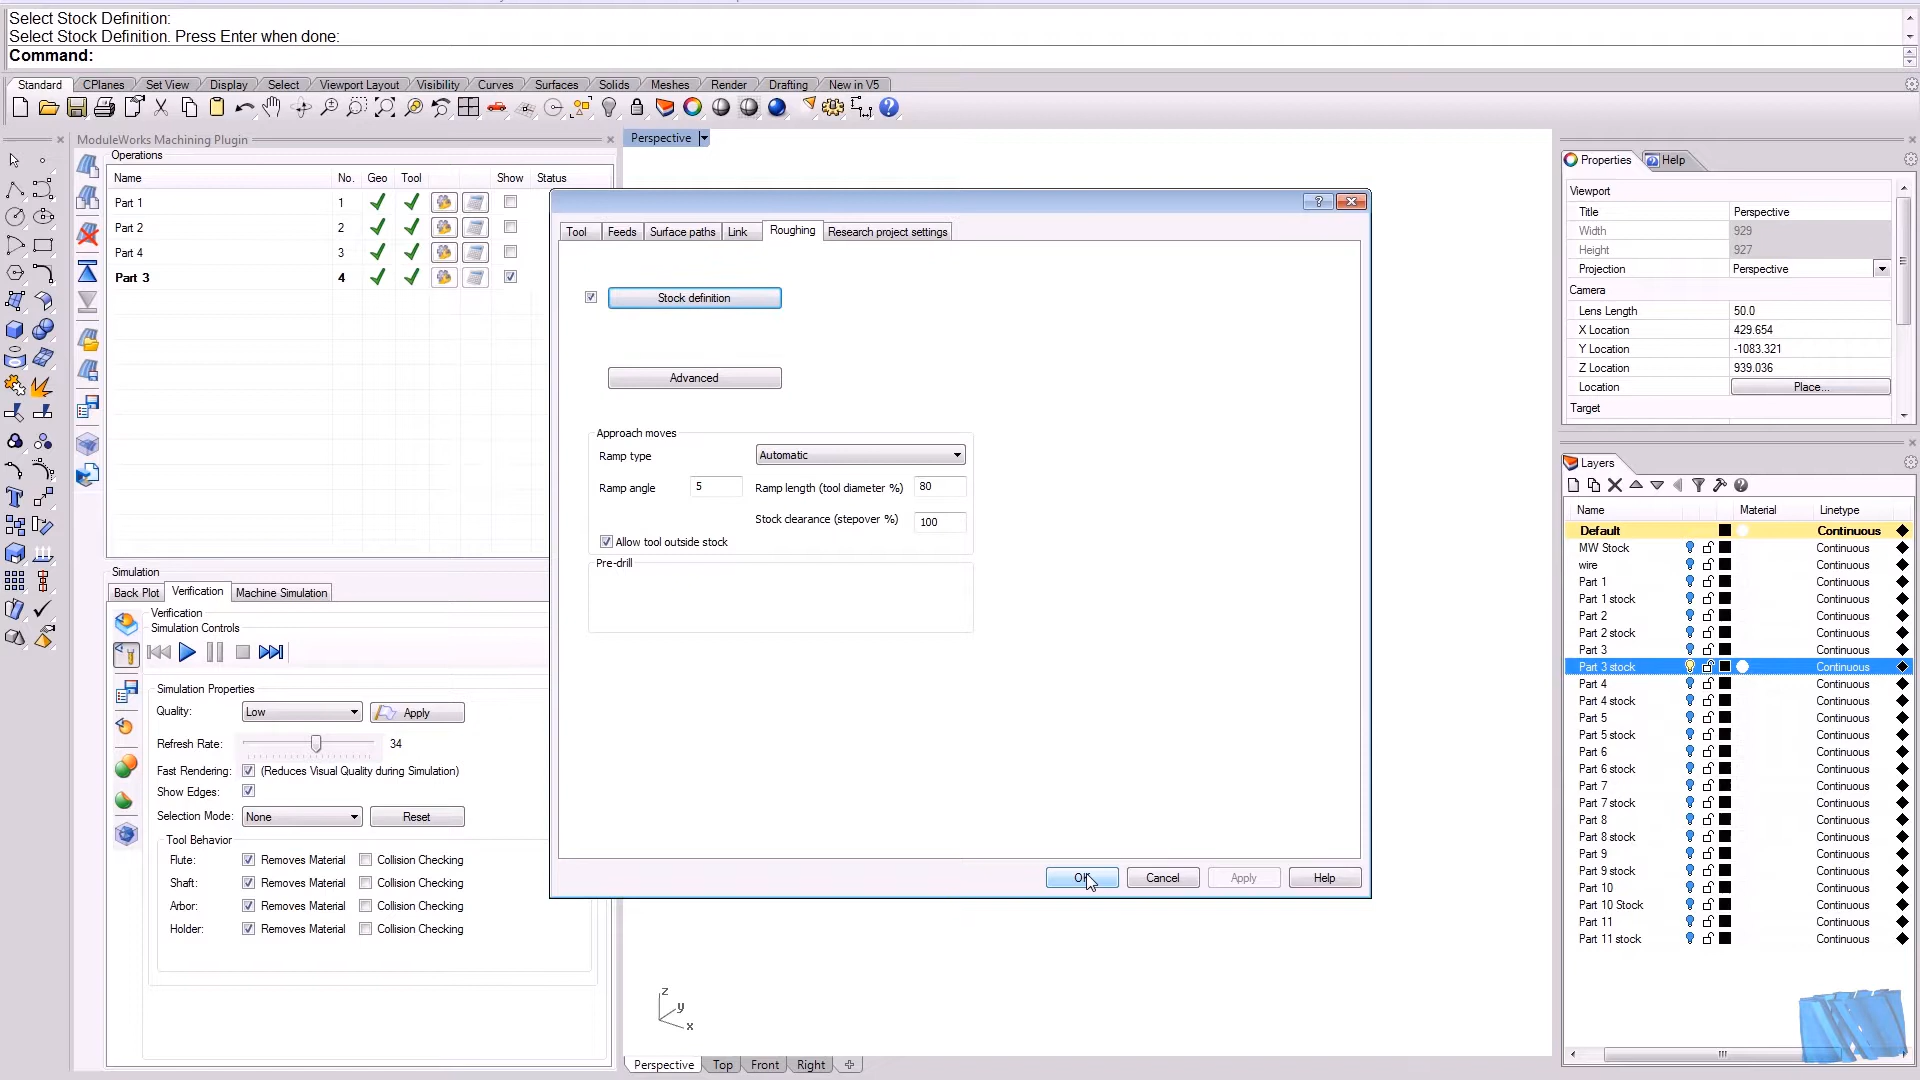 Select Stock Definition:
Select Stock Definition. Press Enter when done:
Command:
Standard CPlanes Set View Display Select Viewport Layout Visibility Curves Surfaces Solids Meshes Render Drafting New in V5
ModuleWorks Machining Plugin
Operations
Name No. Geo Tool Show Status
Part 1 1
Part 2 2
Part 4 3
Part 3 4
Simulation
Back Plot Verification Machine Simulation
Verification
Simulation Controls
Simulation Properties
Quality: Low Apply
Refresh Rate: 34
Fast Rendering: (Reduces Visual Quality during Simulation)
Show Edges:
Selection Mode: None Reset
Tool Behavior
Flute: Removes Material Collision Checking
Shaft: Removes Material Collision Checking
Arbor: Removes Material Collision Checking
Holder: Removes Material Collision Checking
Perspective
Tool Feeds Surface paths Link Roughing Research project settings
Stock definition
Advanced
Approach moves
Ramp type Automatic
Ramp angle 5 Ramp length (tool diameter %) 80
Stock clearance (stepover %) 100
Allow tool outside stock
Pre-drill
OK Cancel Apply Help
z
y
x
Perspective Top Front Right
Properties Help
Viewport
Title Perspective
Width 929
Height 927
Projection Perspective
Camera
Lens Length 50.0
X Location 429.654
Y Location -1083.321
Z Location 939.036
Location Place...
Target
Layers
Name Material Linetype
Default Continuous
MW Stock Continuous
wire Continuous
Part 1 Continuous
Part 1 stock Continuous
Part 2 Continuous
Part 2 stock Continuous
Part 3 Continuous
Part 3 stock Continuous
Part 4 Continuous
Part 4 stock Continuous
Part 5 Continuous
Part 5 stock Continuous
Part 6 Continuous
Part 6 stock Continuous
Part 7 Continuous
Part 7 stock Continuous
Part 8 Continuous
Part 8 stock Continuous
Part 9 Continuous
Part 9 stock Continuous
Part 10 Continuous
Part 10 Stock Continuous
Part 11 Continuous
Part 11 stock Continuous